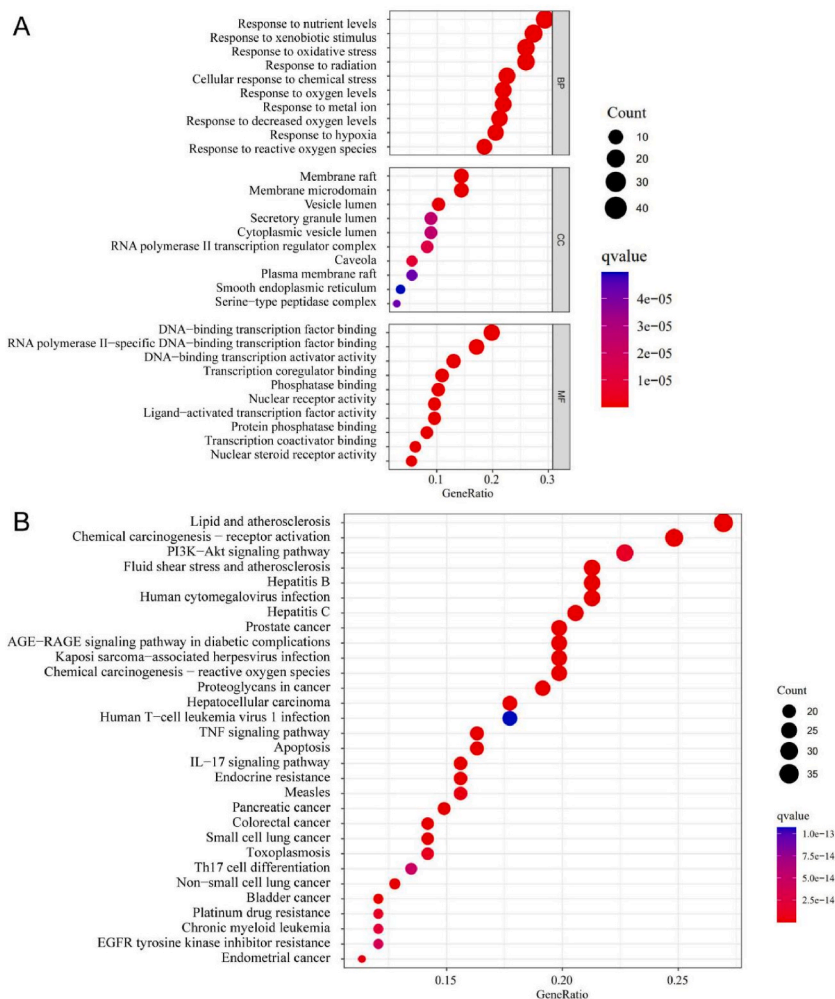 A
Response to nutrient levels
Response to xenobiotic stimulus
Response to oxidative stress
Response to radiation
Cellular response to chemical stress
Response to oxygen levels
Response to metal ion
Response to decreased oxygen levels
Response to hypoxia
Response to reactive oxygen species
BP
Membrane raft
Membrane microdomain
Vesicle lumen
Secretory granule lumen
Cytoplasmic vesicle lumen
RNA polymerase II transcription regulator complex
Caveola
Plasma membrane raft
Smooth endoplasmic reticulum
Serine-type peptidase complex
CC
DNA-binding transcription factor binding
RNA polymerase II-specific DNA-binding transcription factor binding
DNA-binding transcription activator activity
Transcription coregulator binding
Phosphatase binding
Nuclear receptor activity
Ligand-activated transcription factor activity
Protein phosphatase binding
Transcription coactivator binding
Nuclear steroid receptor activity
MF
0.1 0.2 0.3
GeneRatio
Count
10
20
30
40
qvalue
4e-05
3e-05
2e-05
1e-05
B
Lipid and atherosclerosis
Chemical carcinogenesis - receptor activation
PI3K-Akt signaling pathway
Fluid shear stress and atherosclerosis
Hepatitis B
Human cytomegalovirus infection
Hepatitis C
Prostate cancer
AGE-RAGE signaling pathway in diabetic complications
Kaposi sarcoma-associated herpesvirus infection
Chemical carcinogenesis - reactive oxygen species
Proteoglycans in cancer
Hepatocellular carcinoma
Human T-cell leukemia virus 1 infection
TNF signaling pathway
Apoptosis
IL-17 signaling pathway
Endocrine resistance
Measles
Pancreatic cancer
Colorectal cancer
Small cell lung cancer
Toxoplasmosis
Th17 cell differentiation
Non-small cell lung cancer
Bladder cancer
Platinum drug resistance
Chronic myeloid leukemia
EGFR tyrosine kinase inhibitor resistance
Endometrial cancer
0.15 0.20 0.25
GeneRatio
Count
20
25
30
35
qvalue
1.0e-13
7.5e-14
5.0e-14
2.5e-14